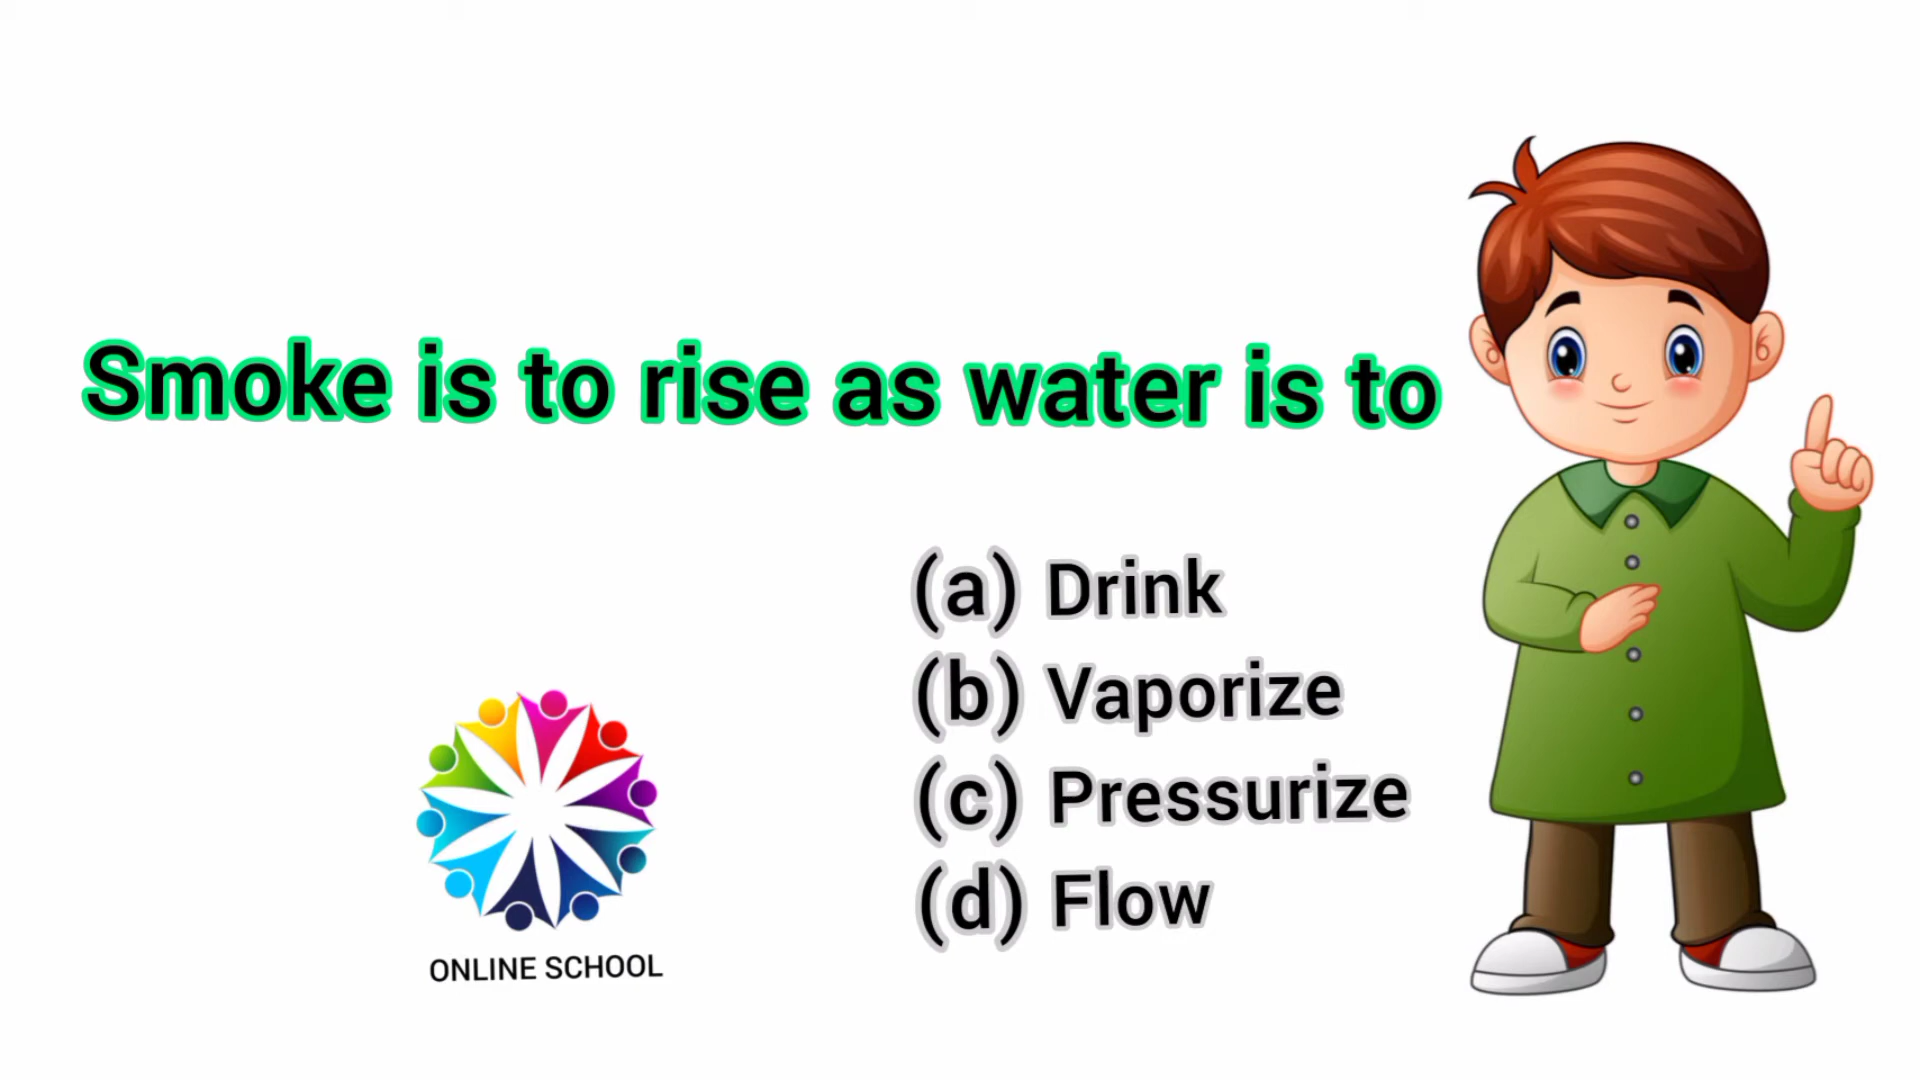 Smoke is to rise as water is to
(a) Drink
(b) Vaporize
(c) Pressurize
(d) Flow
ONLINE SCHOOL